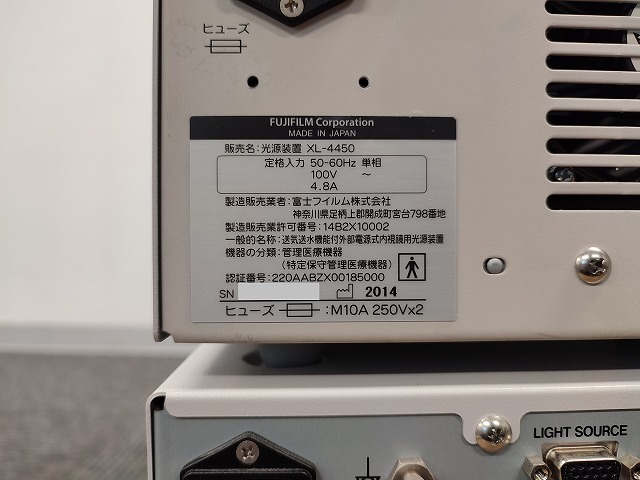 ヒューズ
FUJIFILM Corporation
MADE IN JAPAN
販売名:光源装置 XL-4450
定格入力 50-60Hz 単相
100V ～
4.8A
製造販売業者:富士フイルム株式会社
神奈川県足柄上郡開成町宮台798番地
製造販売業許可番号:14B2X10002
一般的名称:送気送水機能付外部電源式内視鏡用光源装置
機器の分類:管理医療機器
(特定保守管理医療機器)
認証番号:220AABZX00185000
SN 2014
ヒューズ :M10A 250V×2
LIGHT SOURCE